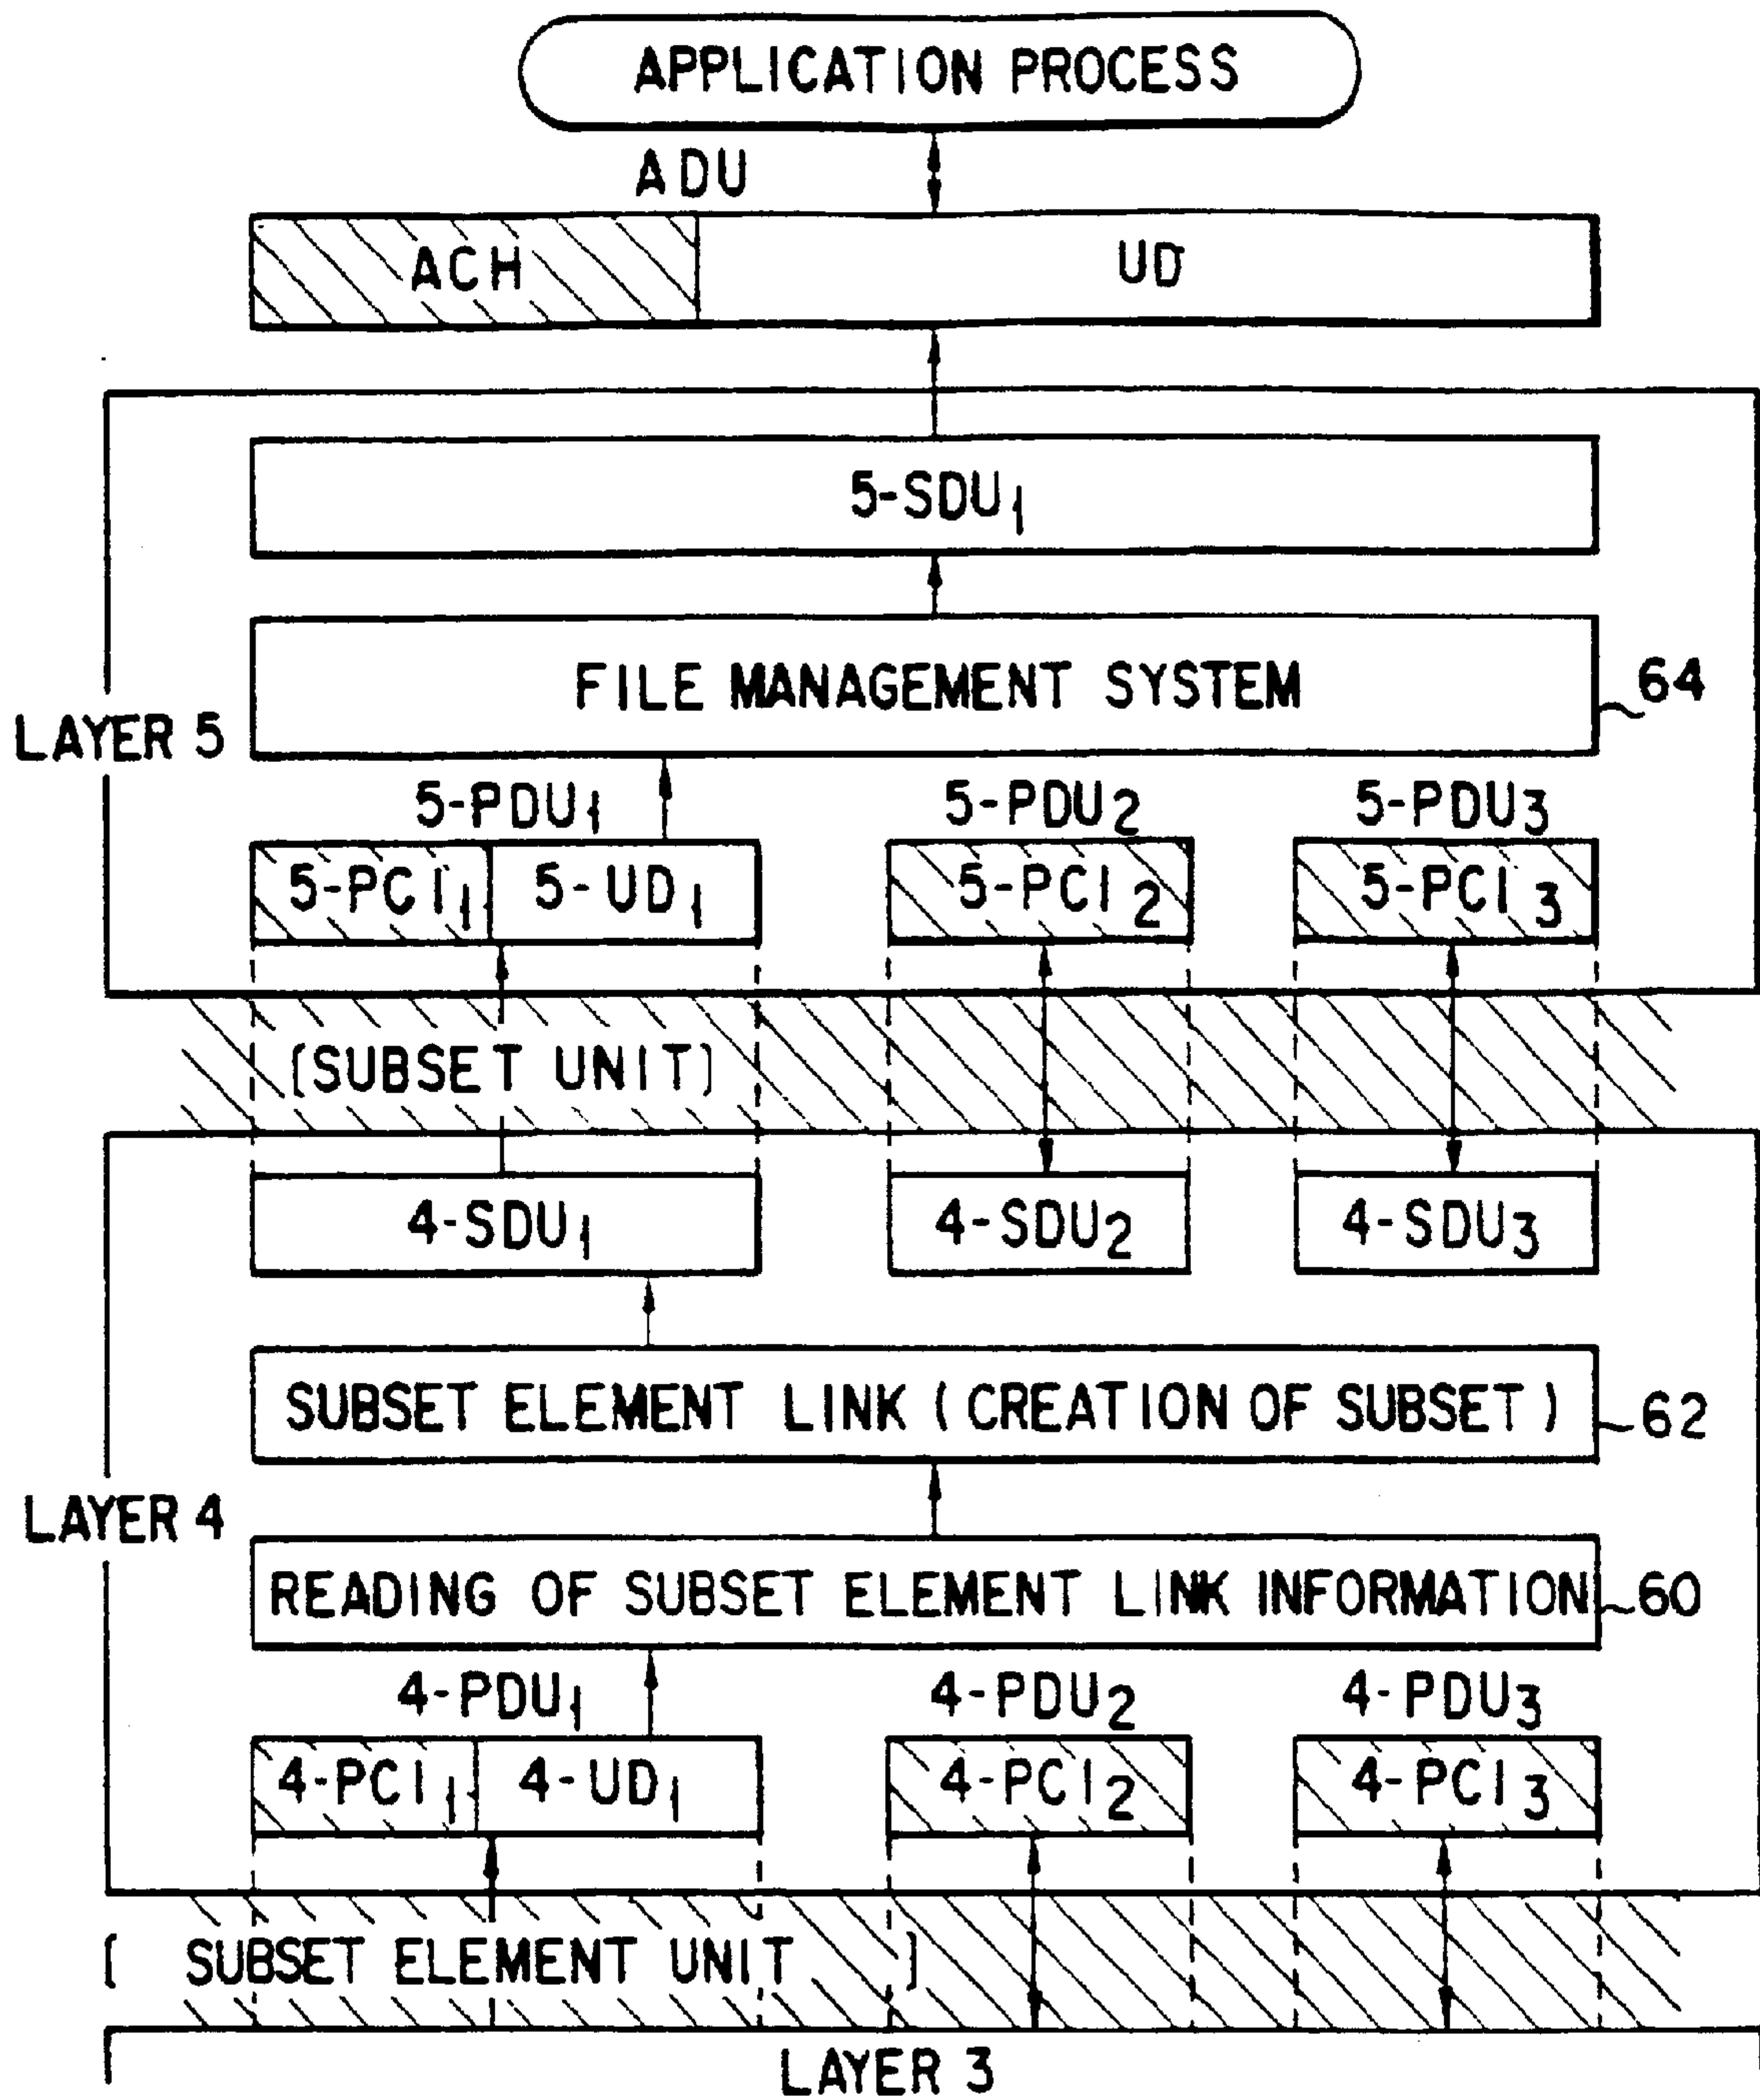 APPLICATION PROCESS
ADU
ACH UD
5-SDU1
FILE MANAGEMENT SYSTEM 64
LAYER 5
5-PDU1 5-PDU2 5-PDU3
5-PCI1 5-UD1 5-PCI2 5-PCI3
[SUBSET UNIT]
4-SDU1 4-SDU2 4-SDU3
SUBSET ELEMENT LINK (CREATION OF SUBSET) 62
LAYER 4
READING OF SUBSET ELEMENT LINK INFORMATION 60
4-PDU1 4-PDU2 4-PDU3
4-PCI1 4-UD1 4-PCI2 4-PCI3
[ SUBSET ELEMENT UNIT ]
LAYER 3